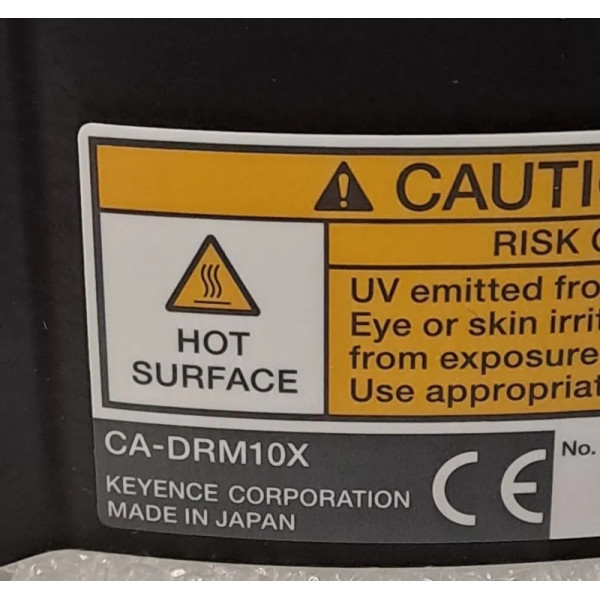 CAUTI
RISK
HOT
SURFACE
UV emitted fro
Eye or skin irrit
from exposure
Use appropriat
CA-DRM10X
KEYENCE CORPORATION
MADE IN JAPAN
CE
No.